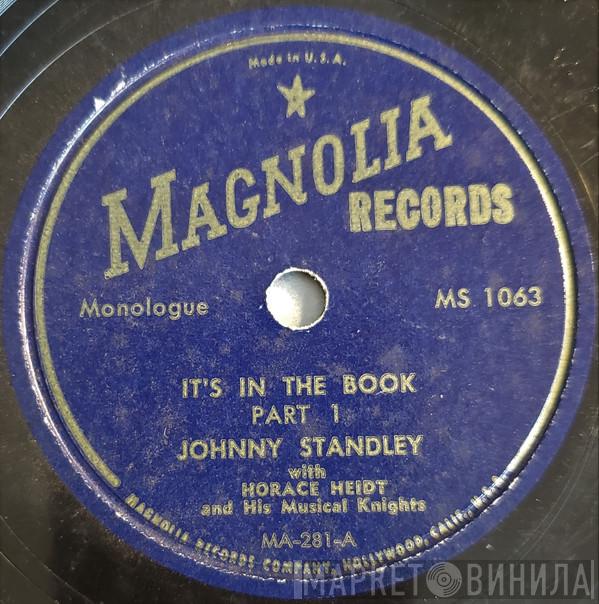 Made in U.S.A.
MAGNOLIA
RECORDS
Monologue
MS 1063
IT'S IN THE BOOK
PART 1
JOHNNY STANDLEY
with
HORACE HEIDT
and His Musical Knights
MA-281-A
MAGNOLIA RECORDS COMPANY, HOLLYWOOD, CALIF., U.S.A.
МАРКЕТ ВИНИЛА